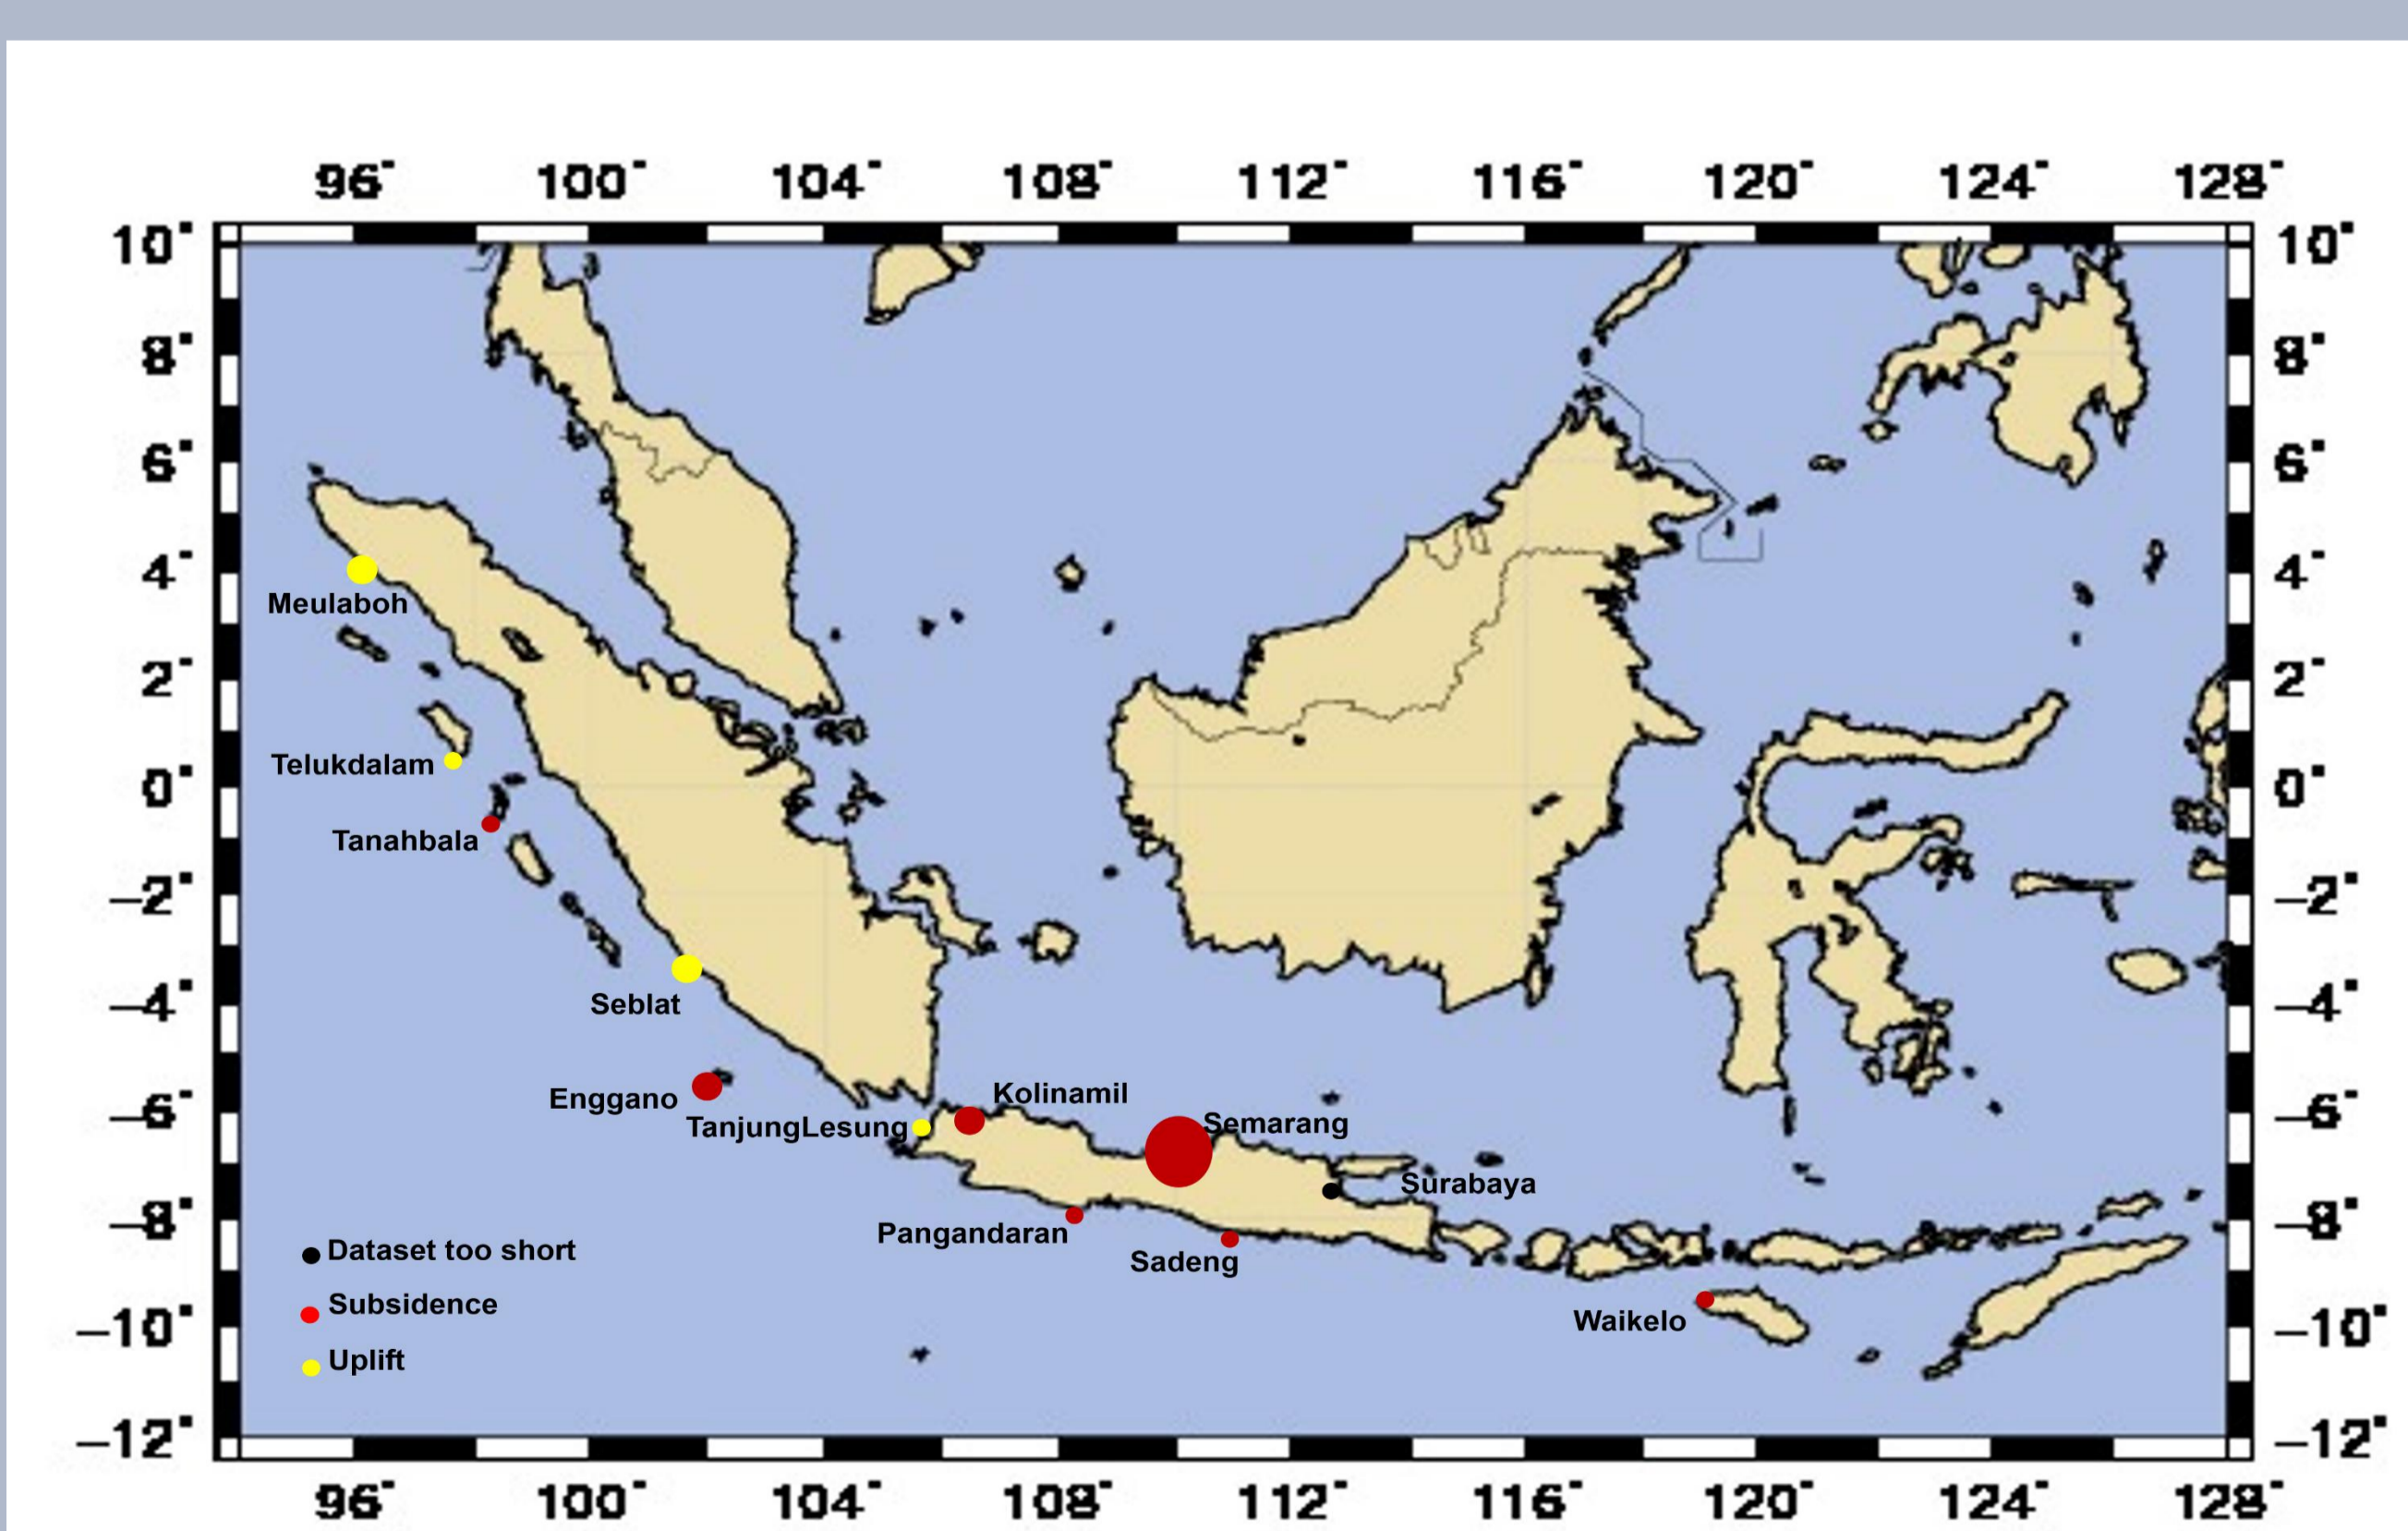 96° 100° 104° 108° 112° 116° 120° 124° 128°
10° 10°
8° 8°
6° 6°
4° 4°
Meulaboh
2° 2°
Telukdalam
0° 0°
Tanahbala
−2° −2°
Seblat
−4° −4°
Enggano
Kolinamil
−6° −6°
TanjungLesung
Semarang
Surabaya
−8° −8°
Pangandaran
Sadeng
Dataset too short
Subsidence
Waikelo
−10° −10°
Uplift
−12° −12°
96° 100° 104° 108° 112° 116° 120° 124° 128°